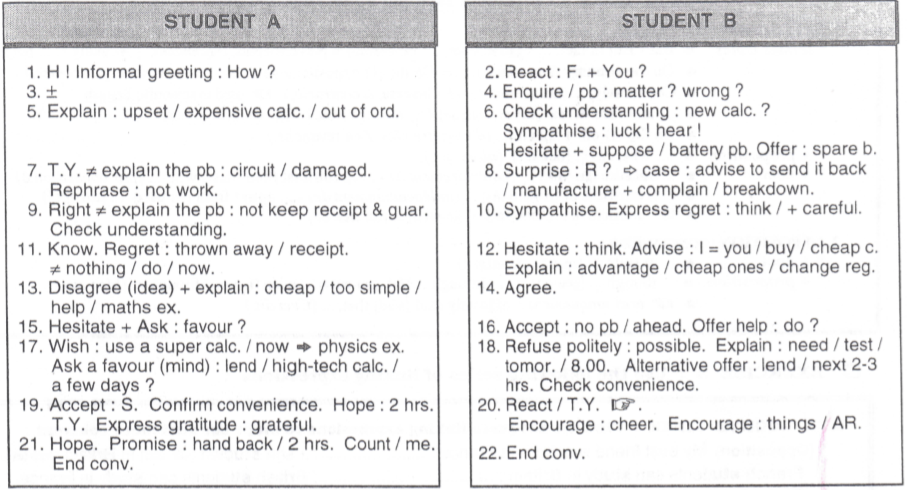 STUDENT A
1. H ! Informal greeting : How ?
3. ±
5. Explain : upset / expensive calc. / out of ord.
7. T.Y. ≠ explain the pb : circuit / damaged.
Rephrase : not work.
9. Right ≠ explain the pb : not keep receipt & guar.
Check understanding.
11. Know. Regret : thrown away / receipt.
≠ nothing / do / now.
13. Disagree (idea) + explain : cheap / too simple /
help / maths ex.
15. Hesitate + Ask : favour ?
17. Wish : use a super calc. / now ➡ physics ex.
Ask a favour (mind) : lend / high-tech calc. /
a few days ?
19. Accept : S. Confirm convenience. Hope : 2 hrs.
T.Y. Express gratitude : grateful.
21. Hope. Promise : hand back / 2 hrs. Count / me.
End conv.
STUDENT B
2. React : F. + You ?
4. Enquire / pb : matter ? wrong ?
6. Check understanding : new calc. ?
Sympathise : luck ! hear !
Hesitate + suppose / battery pb. Offer : spare b.
8. Surprise : R ? ⇨ case : advise to send it back
/ manufacturer + complain / breakdown.
10. Sympathise. Express regret : think / + careful.
12. Hesitate : think. Advise : I = you / buy / cheap c.
Explain : advantage / cheap ones / change reg.
14. Agree.
16. Accept : no pb / ahead. Offer help : do ?
18. Refuse politely : possible. Explain : need / test /
tomor. / 8.00. Alternative offer : lend / next 2-3
hrs. Check convenience.
20. React / T.Y. ☞.
Encourage : cheer. Encourage : things / AR.
22. End conv.